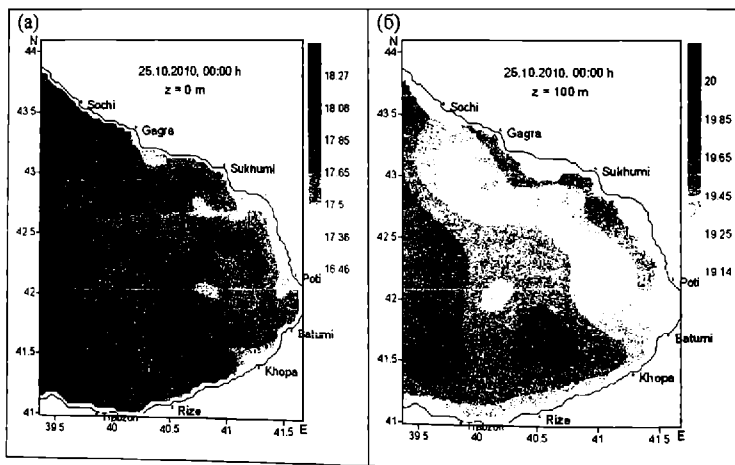 (а)
N
44
25.10.2010, 00:00 h
z = 0 m
43.5
Sochi
Gagra
43
Sukhumi
42.5
42
Poti
Batumi
41.5
Khopa
41
Rize
Trabzon
39.5 40 40.5 41 41.5 E
18.27
18.08
17.85
17.65
17.5
17.36
16.46
(б)
N
44
25.10.2010, 00:00 h
z = 100 m
43.5
Sochi
Gagra
43
Sukhumi
42.5
42
Poti
Batumi
41.5
Khopa
41
Rize
Trabzon
39.5 40 40.5 41 41.5 E
20
19.85
19.65
19.45
19.25
19.14